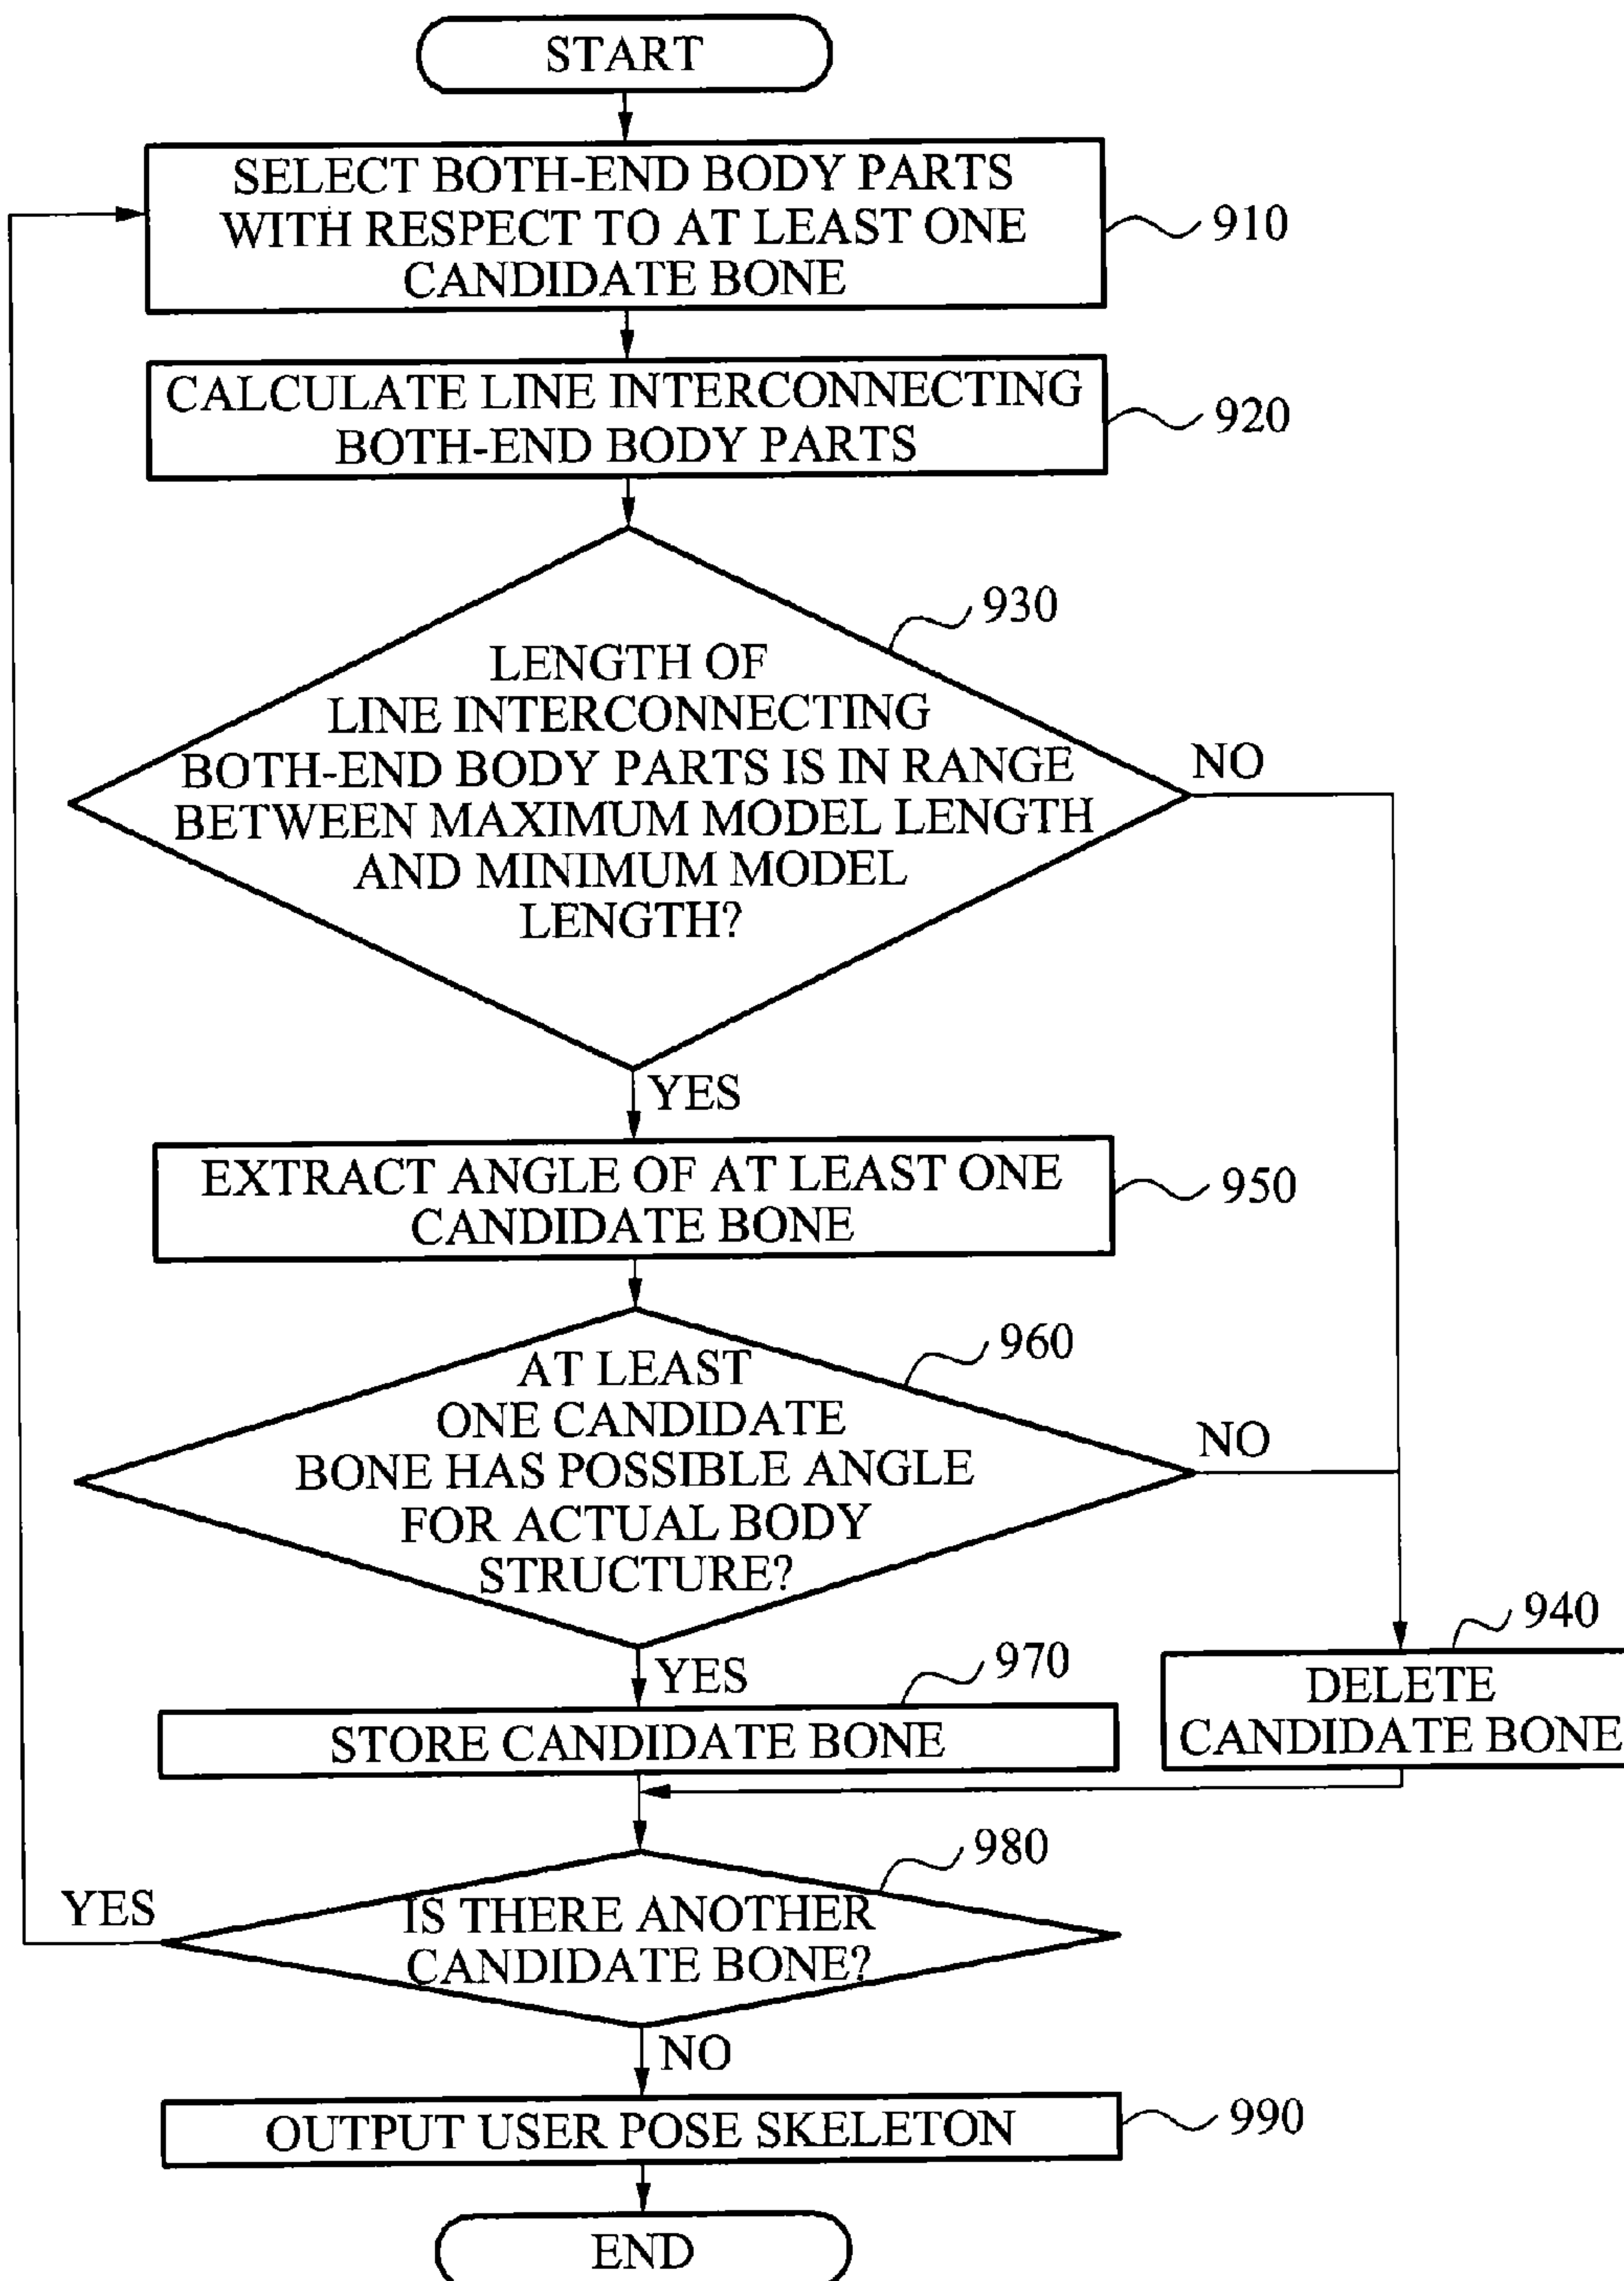 START
SELECT BOTH-END BODY PARTS
WITH RESPECT TO AT LEAST ONE
CANDIDATE BONE
910
CALCULATE LINE INTERCONNECTING
BOTH-END BODY PARTS
920
930
LENGTH OF
LINE INTERCONNECTING
BOTH-END BODY PARTS IS IN RANGE
BETWEEN MAXIMUM MODEL LENGTH
AND MINIMUM MODEL
LENGTH?
NO
YES
EXTRACT ANGLE OF AT LEAST ONE
CANDIDATE BONE
950
960
AT LEAST
ONE CANDIDATE
BONE HAS POSSIBLE ANGLE
FOR ACTUAL BODY
STRUCTURE?
NO
YES
940
DELETE
CANDIDATE BONE
970
STORE CANDIDATE BONE
980
YES
IS THERE ANOTHER
CANDIDATE BONE?
NO
OUTPUT USER POSE SKELETON
990
END